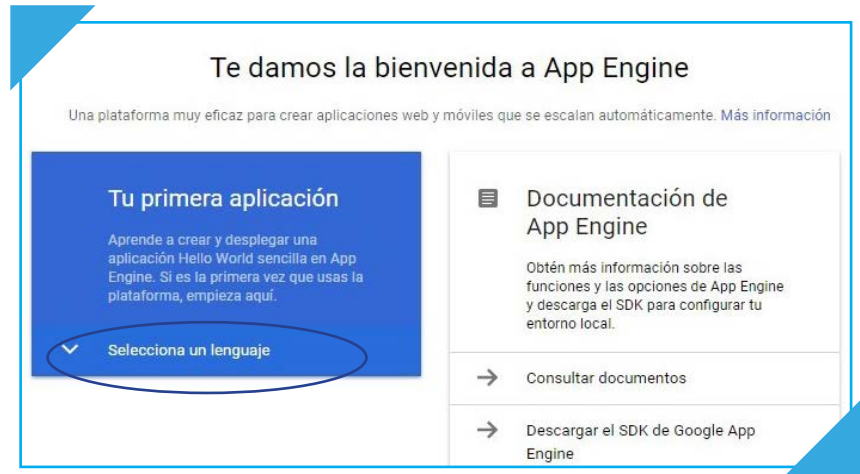 Te damos la bienvenida a App Engine
Una plataforma muy eficaz para crear aplicaciones web y móviles que se escalan automáticamente. Más información
Tu primera aplicación
Aprende a crear y desplegar una
aplicación Hello World sencilla en App
Engine. Si es la primera vez que usas la
plataforma, empieza aquí.
Selecciona un lenguaje
Documentación de
App Engine
Obtén más información sobre las
funciones y las opciones de App Engine
y descarga el SDK para configurar tu
entorno local.
Consultar documentos
Descargar el SDK de Google App
Engine